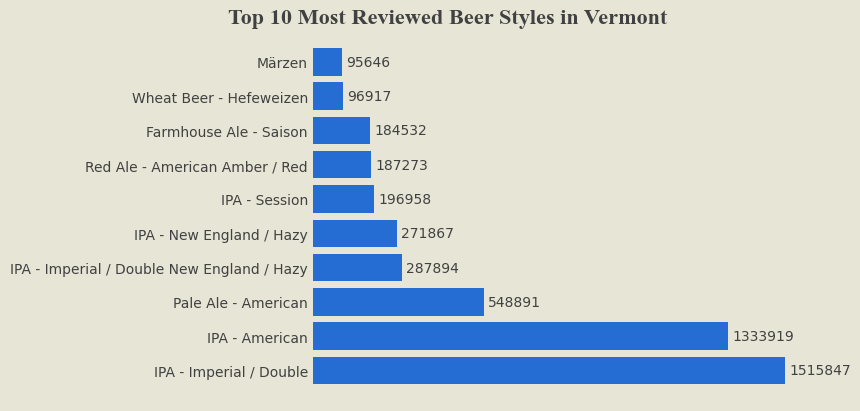 Top 10 Most Reviewed Beer Styles in Vermont
Märzen 95646
Wheat Beer - Hefeweizen 96917
Farmhouse Ale - Saison 184532
Red Ale - American Amber / Red 187273
IPA - Session 196958
IPA - New England / Hazy 271867
IPA - Imperial / Double New England / Hazy 287894
Pale Ale - American 548891
IPA - American 1333919
IPA - Imperial / Double 1515847